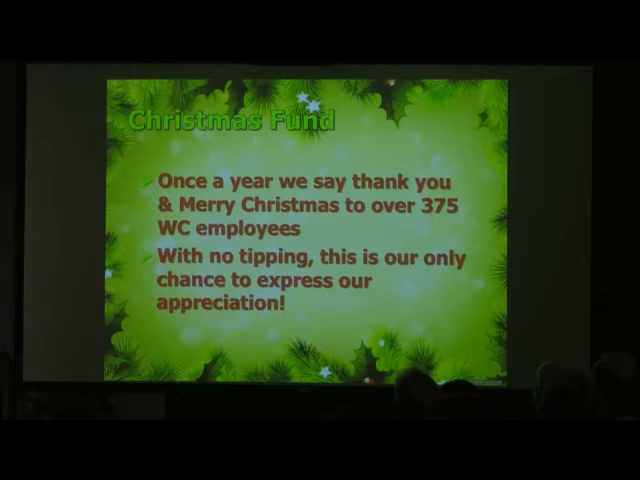 Christmas Fund
Once a year we say thank you
& Merry Christmas to over 375
WC employees
With no tipping, this is our only
chance to express our
appreciation!